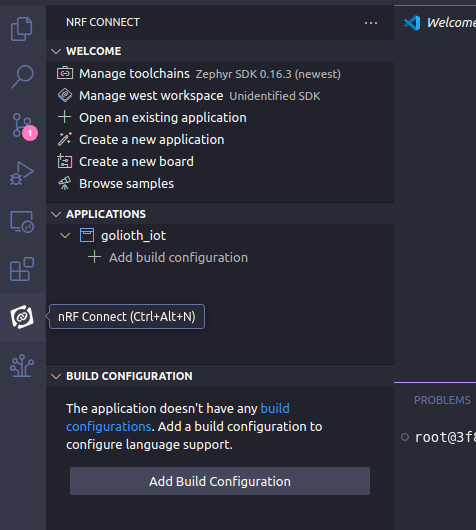 NRF CONNECT
Welcome
WELCOME
Manage toolchains Zephyr SDK 0.16.3 (newest)
Manage west workspace Unidentified SDK
Open an existing application
Create a new application
Create a new board
Browse samples
1
APPLICATIONS
golioth_iot
Add build configuration
nRF Connect (Ctrl+Alt+N)
BUILD CONFIGURATION
The application doesn't have any build
configurations. Add a build configuration to
configure language support.
Add Build Configuration
PROBLEMS
root@3f8